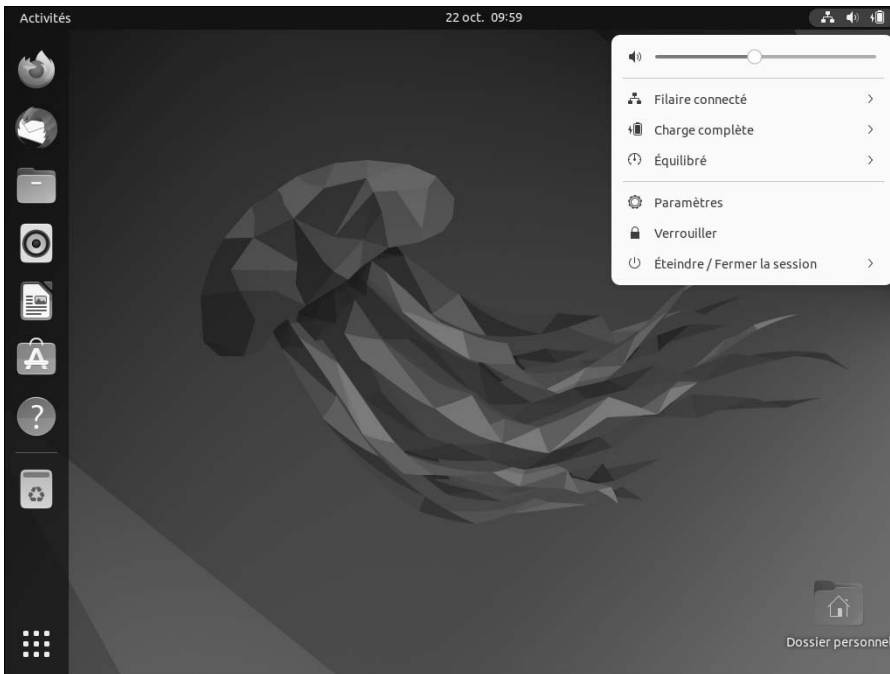 Activités
22 oct. 09:59
Filaire connecté
Charge complète
Équilibré
Paramètres
Verrouiller
Éteindre / Fermer la session
Dossier personnel